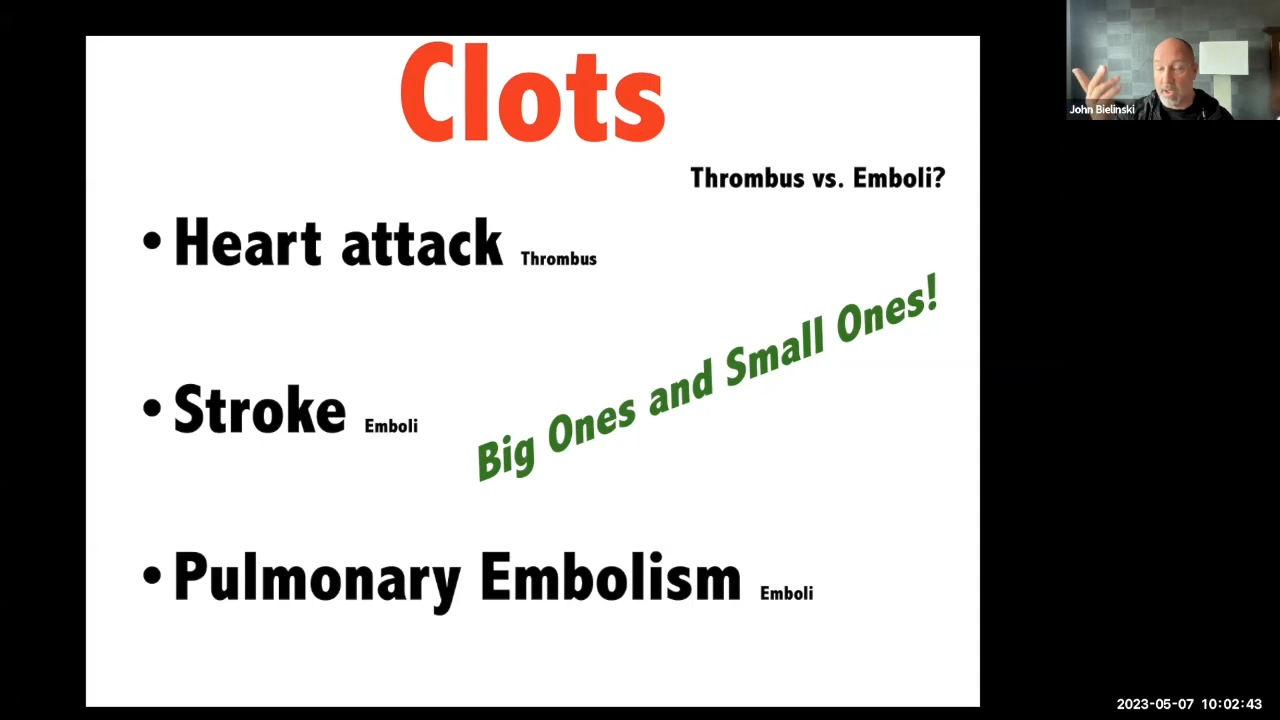 Clots
Thrombus vs. Emboli?
• Heart attack Thrombus
Big Ones and Small Ones!
• Stroke Emboli
• Pulmonary Embolism Emboli
John Bielinski
2023-05-07 10:02:43